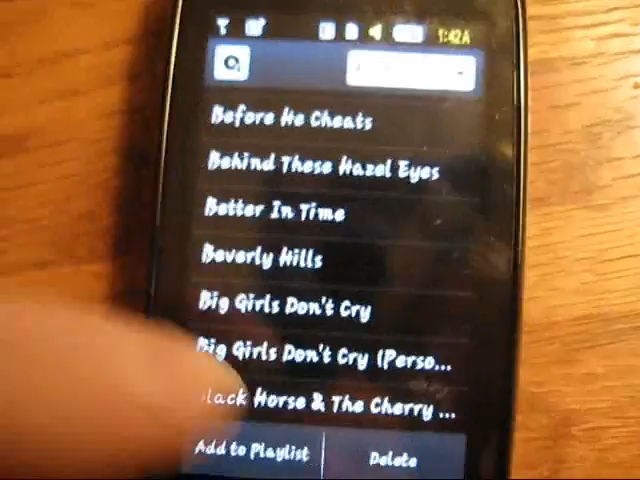 1:42A
Before He Cheats
Behind These Hazel Eyes
Better In Time
Beverly Hills
Big Girls Don't Cry
Big Girls Don't Cry (Perso...
lack Horse & The Cherry ...
Add to Playlist
Delete